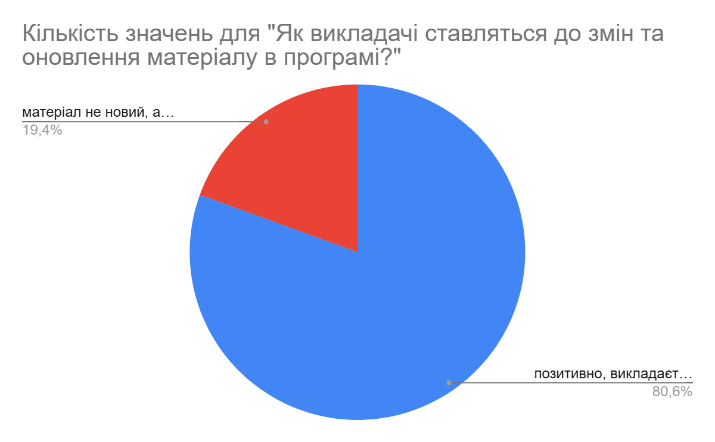 Кількість значень для "Як викладачі ставляться до змін та
оновлення матеріалу в програмі?"
матеріал не новий, а…
19,4%
позитивно, викладаєт…
80,6%